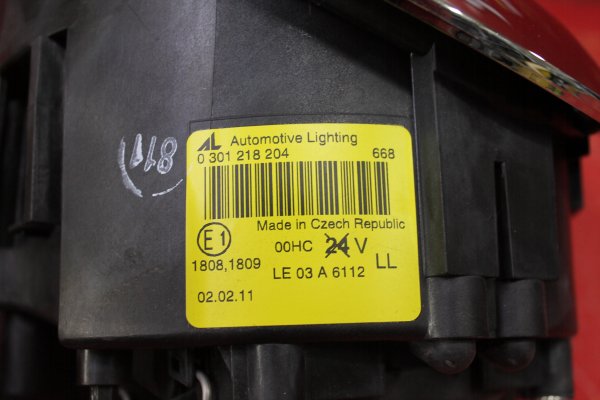 AL Automotive Lighting
0 301 218 204 668
Made in Czech Republic
E1 00HC 24 V
1808,1809 LE 03 A 6112 LL
02.02.11
811